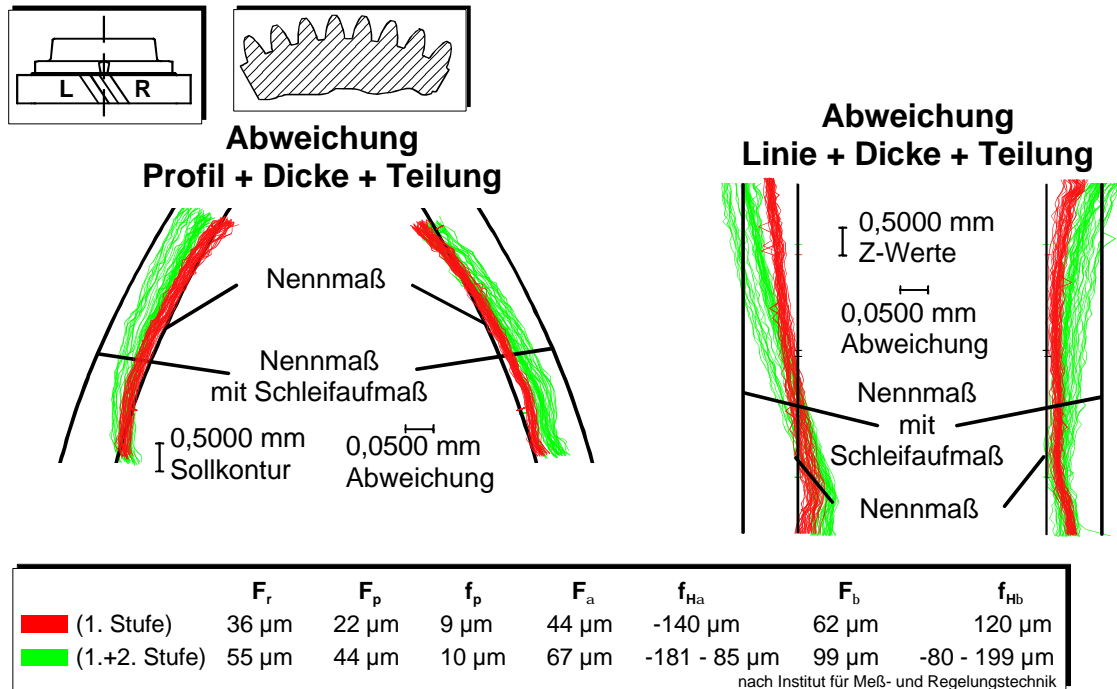 L R
Abweichung
Profil + Dicke + Teilung
Nennmaß
Nennmaß
mit Schleifaufmaß
0,5000 mm
Sollkontur
0,0500 mm
Abweichung
Abweichung
Linie + Dicke + Teilung
0,5000 mm
Z-Werte
0,0500 mm
Abweichung
Nennmaß
mit
Schleifaufmaß
Nennmaß
Fr Fp fp Fa fHa Fb fHb
(1. Stufe) 36 µm 22 µm 9 µm 44 µm -140 µm 62 µm 120 µm
(1.+2. Stufe) 55 µm 44 µm 10 µm 67 µm -181 - 85 µm 99 µm -80 - 199 µm
nach Institut für Meß- und Regelungstechnik